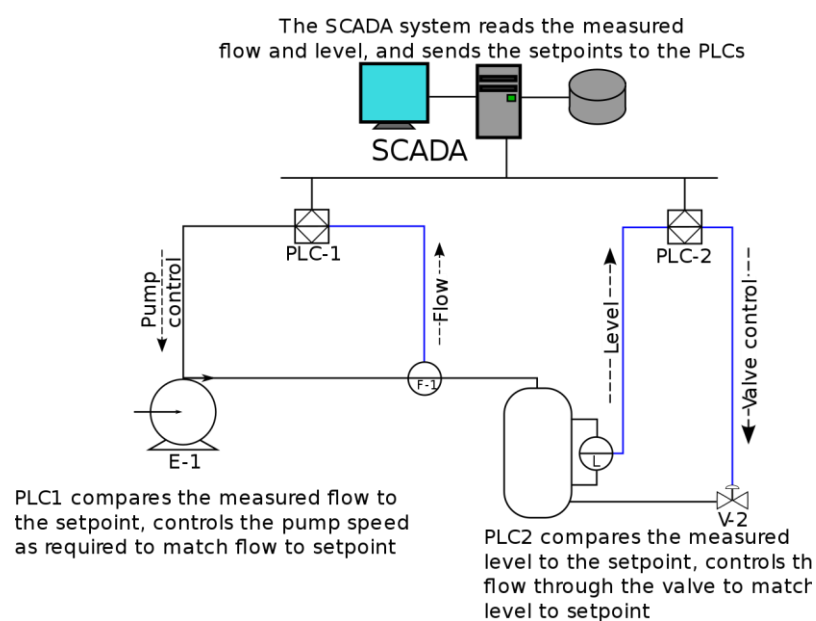 The SCADA system reads the measured
flow and level, and sends the setpoints to the PLCs
SCADA
PLC-1
PLC-2
Pump
control
Flow
Level
Valve control
F-1
L
E-1
V-2
PLC1 compares the measured flow to
the setpoint, controls the pump speed
as required to match flow to setpoint
PLC2 compares the measured
level to the setpoint, controls th
flow through the valve to match
level to setpoint